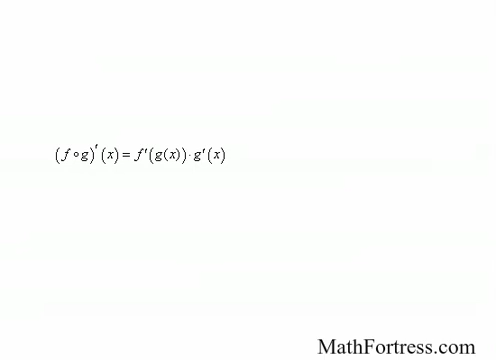 (f∘g)′(x) = f′(g(x))·g′(x)
MathFortress.com